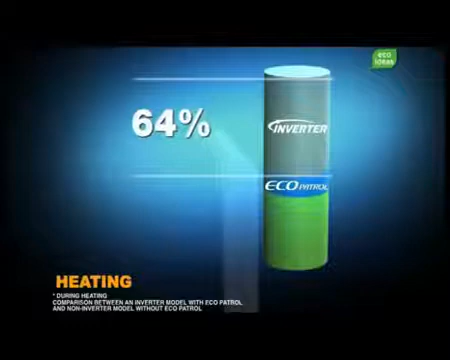 eco
ideas
64%
INVERTER
ECO PATROL
HEATING
* DURING HEATING
COMPARISON BETWEEN AN INVERTER MODEL WITH ECO PATROL
AND NON-INVERTER MODEL WITHOUT ECO PATROL